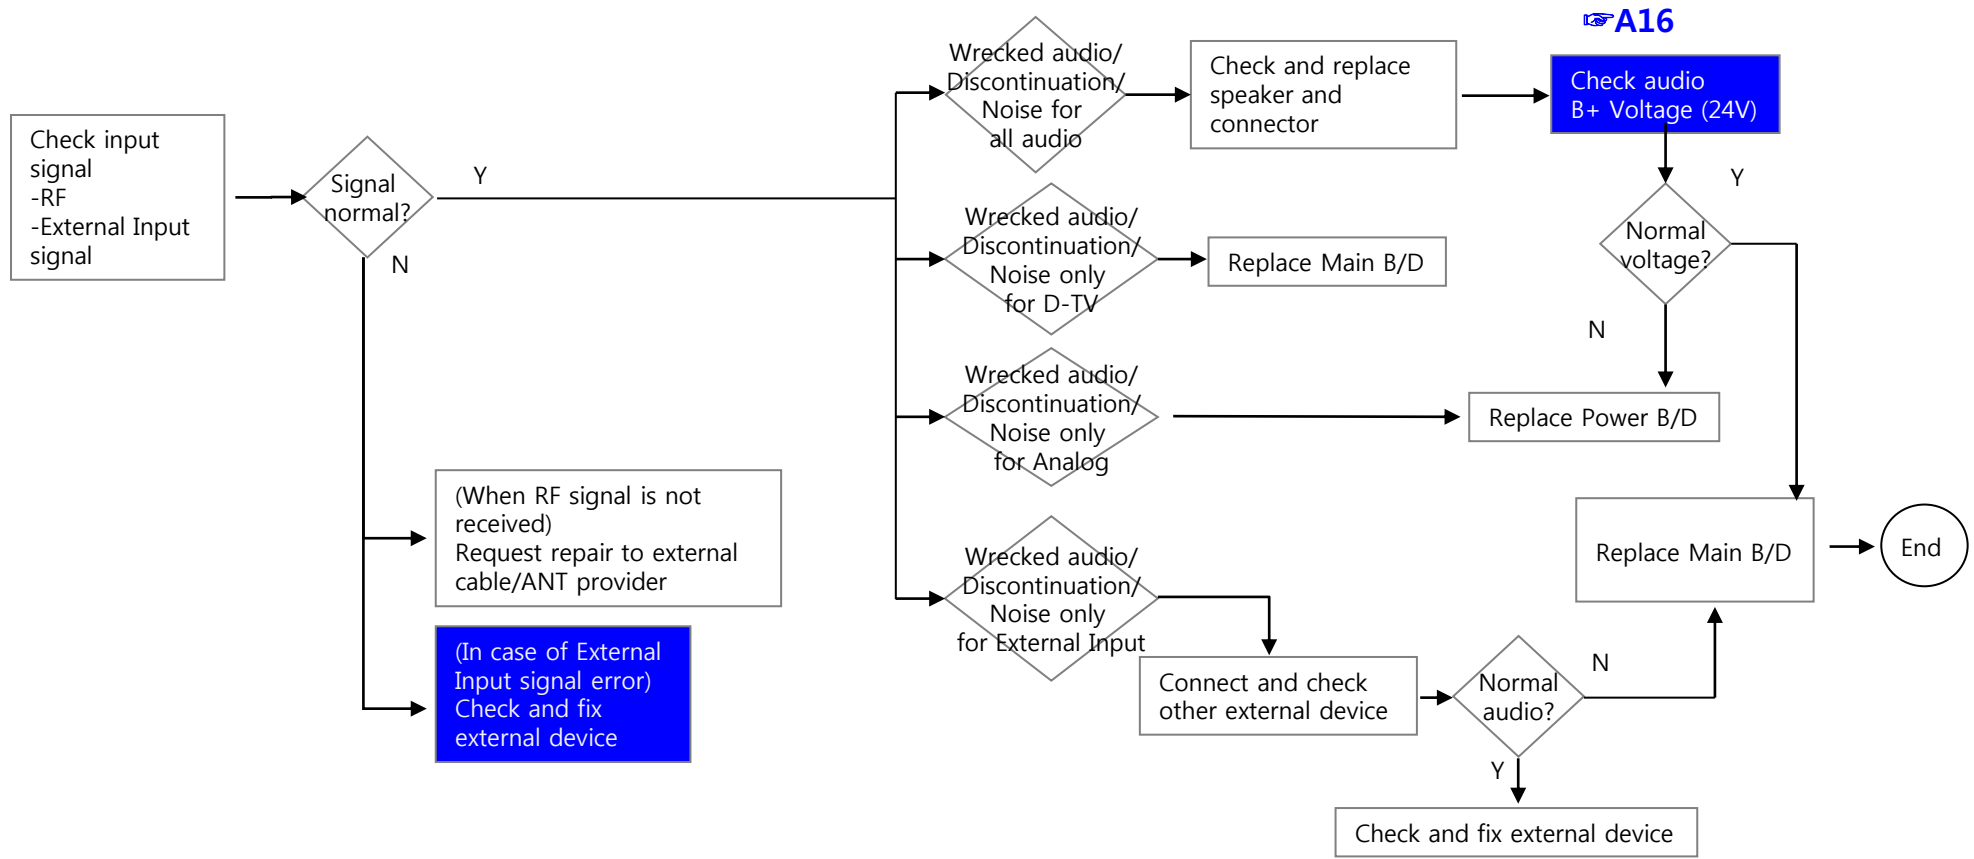 ☞A16
Check input
signal
-RF
-External Input
signal
Signal
normal?
Y
N
(When RF signal is not
received)
Request repair to external
cable/ANT provider
(In case of External
Input signal error)
Check and fix
external device
Wrecked audio/
Discontinuation/
Noise for
all audio
Check and replace
speaker and
connector
Check audio
B+ Voltage (24V)
Normal
voltage?
Y
N
Wrecked audio/
Discontinuation/
Noise only
for D-TV
Replace Main B/D
Wrecked audio/
Discontinuation/
Noise only
for Analog
Replace Power B/D
Wrecked audio/
Discontinuation/
Noise only
for External Input
Connect and check
other external device
Normal
audio?
N
Y
Replace Main B/D
End
Check and fix external device